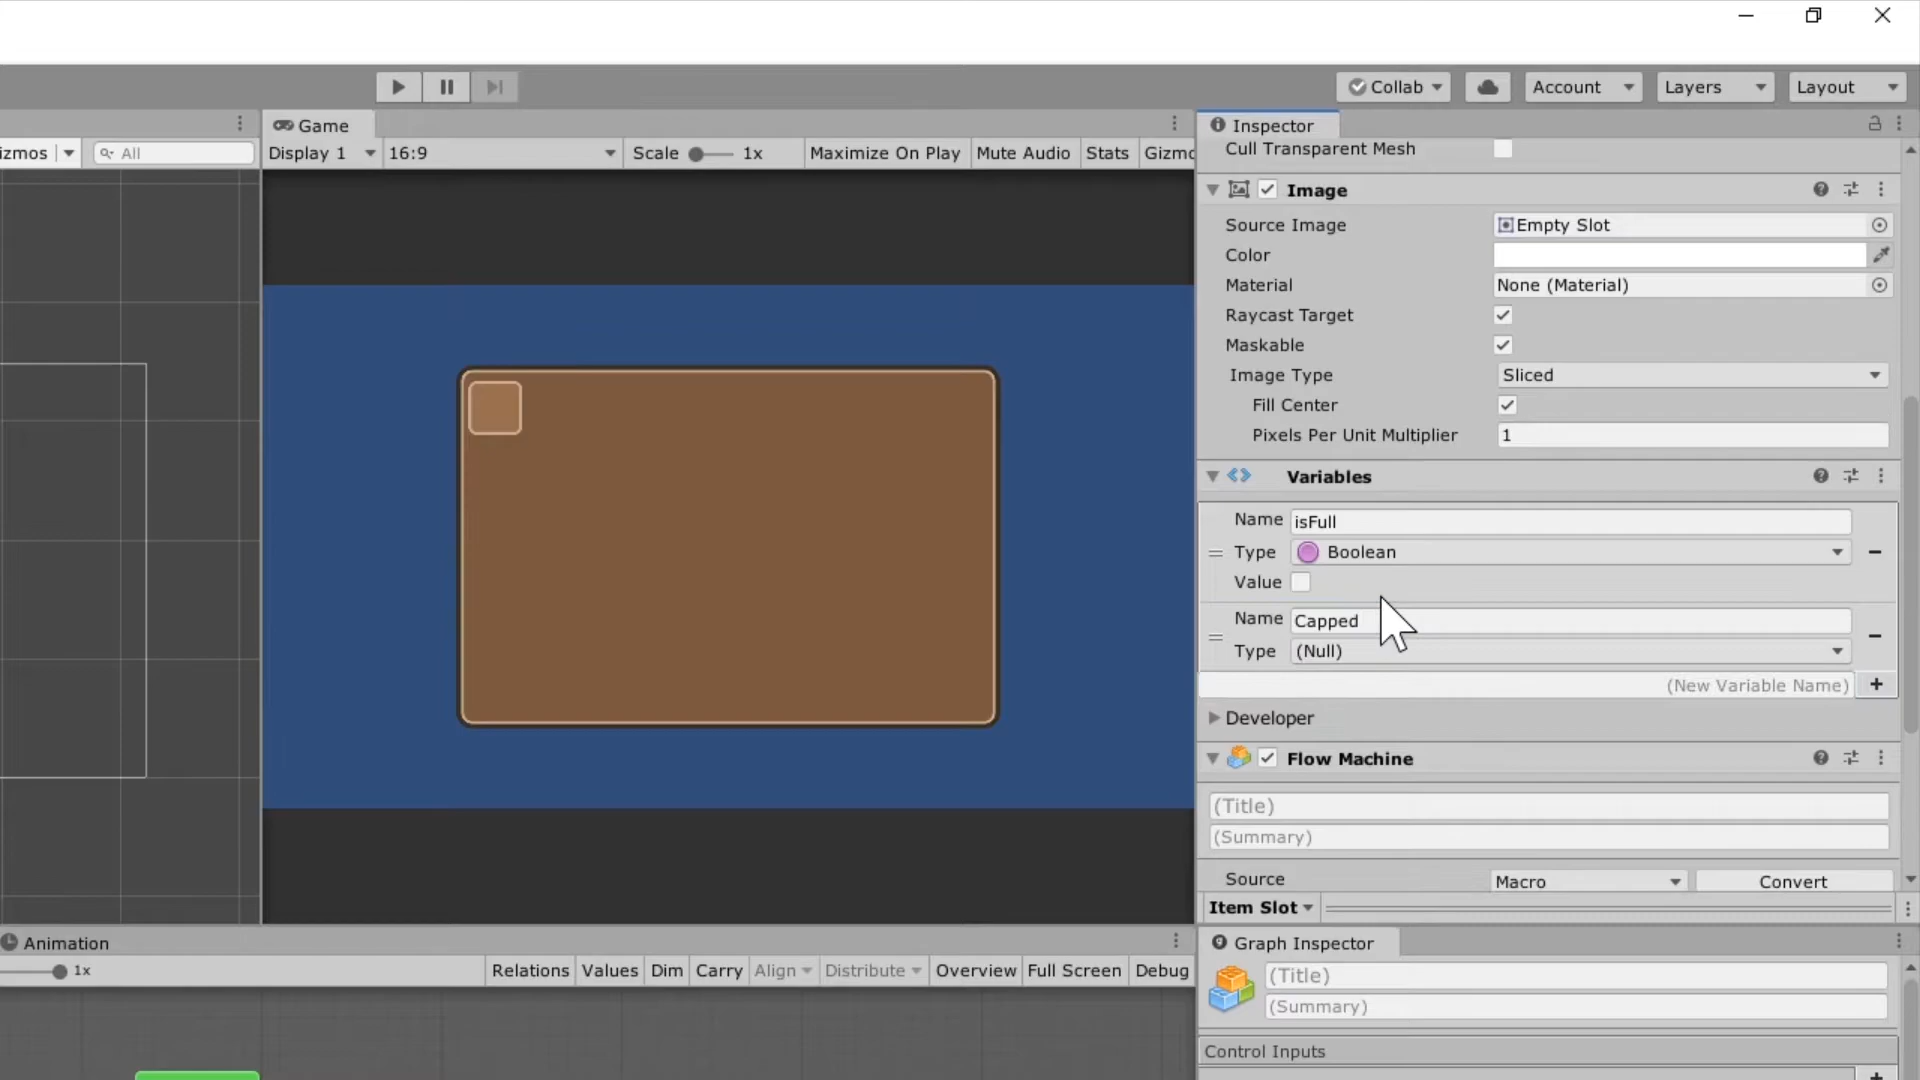 Collab
Account
Layers
Layout
Game
Inspector
izmos
All
Display 1
16:9
Scale
1x
Maximize On Play
Mute Audio
Stats
Gizmo
Cull Transparent Mesh
Image
Source Image
Empty Slot
Color
Material
None (Material)
Raycast Target
Maskable
Image Type
Sliced
Fill Center
Pixels Per Unit Multiplier
1
Variables
Name
isFull
Type
Boolean
Value
Name
Capped
Type
(Null)
(New Variable Name)
Developer
Flow Machine
(Title)
(Summary)
Source
Macro
Convert
Item Slot
Animation
Graph Inspector
1x
Relations
Values
Dim
Carry
Align
Distribute
Overview
Full Screen
Debug
(Title)
(Summary)
Control Inputs